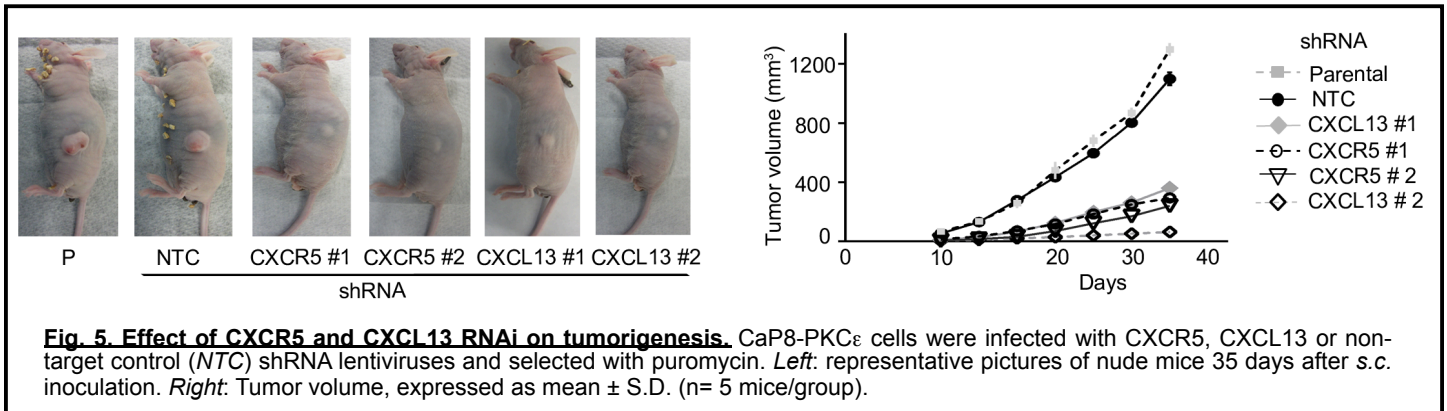 P
NTC
CXCR5 #1
CXCR5 #2
CXCL13 #1
CXCL13 #2
shRNA
Tumor volume (mm³)
1200
800
400
0
0
10
20
30
40
Days
shRNA
Parental
NTC
CXCL13 #1
CXCR5 #1
CXCR5 # 2
CXCL13 # 2
Fig. 5. Effect of CXCR5 and CXCL13 RNAi on tumorigenesis. CaP8-PKCε cells were infected with CXCR5, CXCL13 or non-
target control (NTC) shRNA lentiviruses and selected with puromycin. Left: representative pictures of nude mice 35 days after s.c.
inoculation. Right: Tumor volume, expressed as mean ± S.D. (n= 5 mice/group).